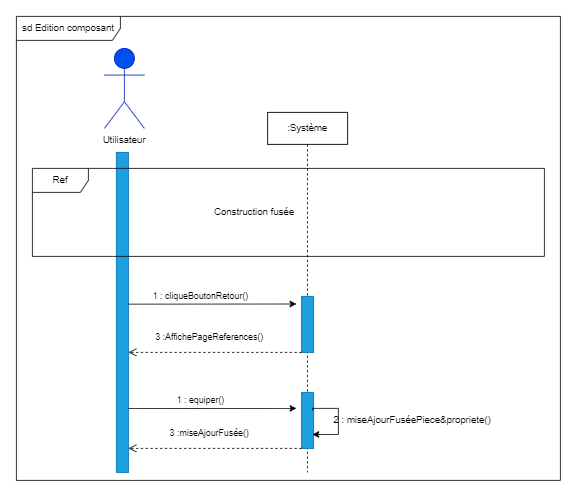 sd Edition composant
Utilisateur
:Système
Ref
Construction fusée
1 : cliqueBoutonRetour()
3 :AffichePageReferences()
1 : equiper()
2 : miseAjourFuséePiece&propriete()
3 :miseAjourFusée()